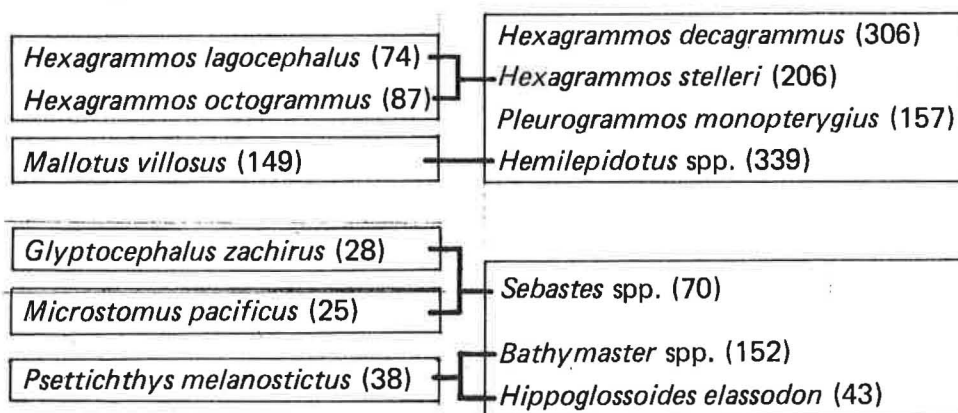 Hexagrammos lagocephalus (74)
Hexagrammos octogrammus (87)
Mallotus villosus (149)
Glyptocephalus zachirus (28)
Microstomus pacificus (25)
Psettichthys melanostictus (38)
Hexagrammos decagrammus (306)
Hexagrammos stelleri (206)
Pleurogrammos monopterygius (157)
Hemilepidotus spp. (339)
Sebastes spp. (70)
Bathymaster spp. (152)
Hippoglossoides elassodon (43)